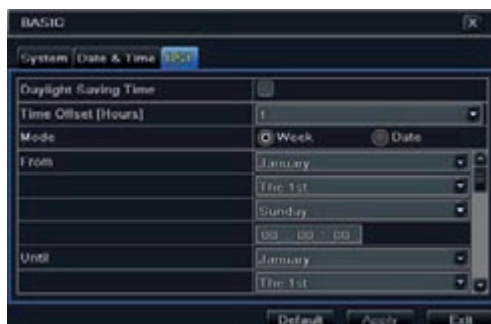 BASIC
System Date & Time DST
Daylight Saving Time
Time Offset [Hours] 1
Mode Week Date
From January
The 1st
Sunday
00 : 00 : 00
Until January
The 1st
Default Apply Exit